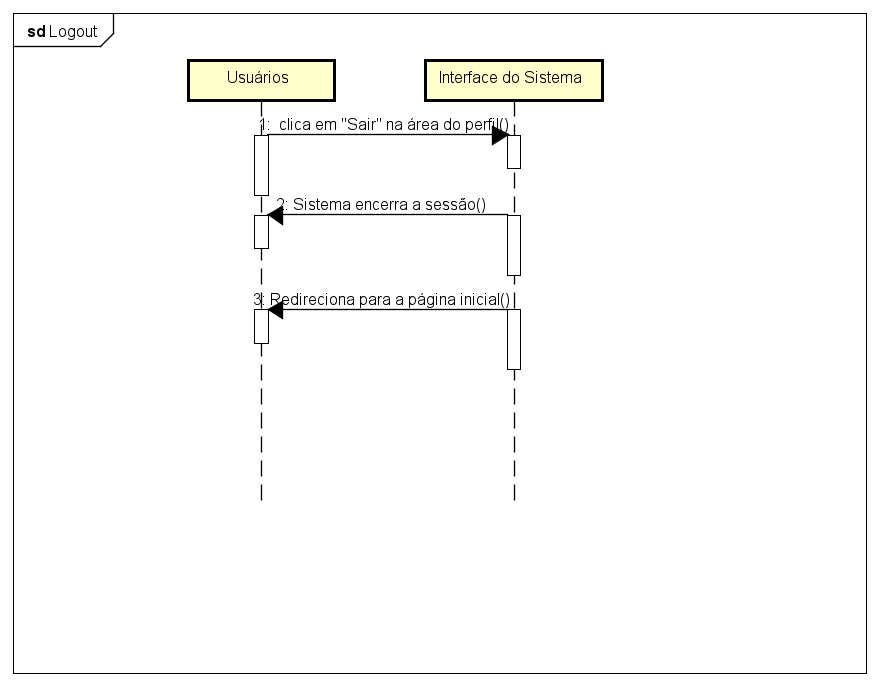 sd Logout
Usuários
Interface do Sistema
1:  clica em "Sair" na área do perfil()
2: Sistema encerra a sessão()
3: Redireciona para a página inicial()